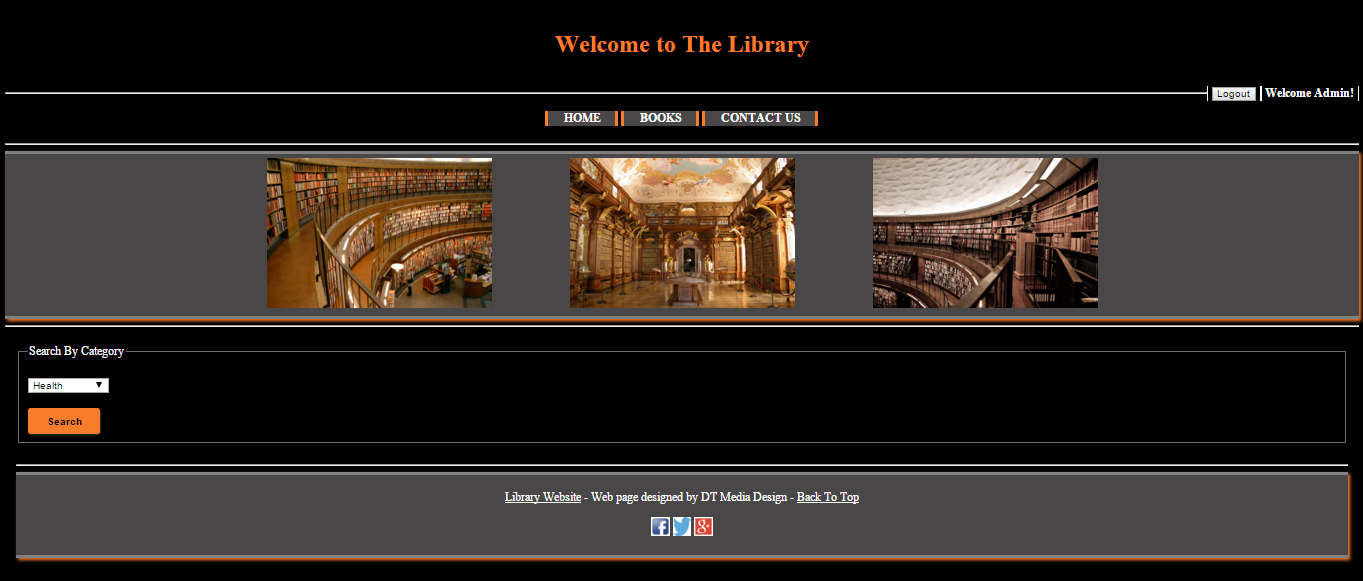 Welcome to The Library
Logout Welcome Admin!
HOME BOOKS CONTACT US
Search By Category
Health
Search
Library Website - Web page designed by DT Media Design - Back To Top